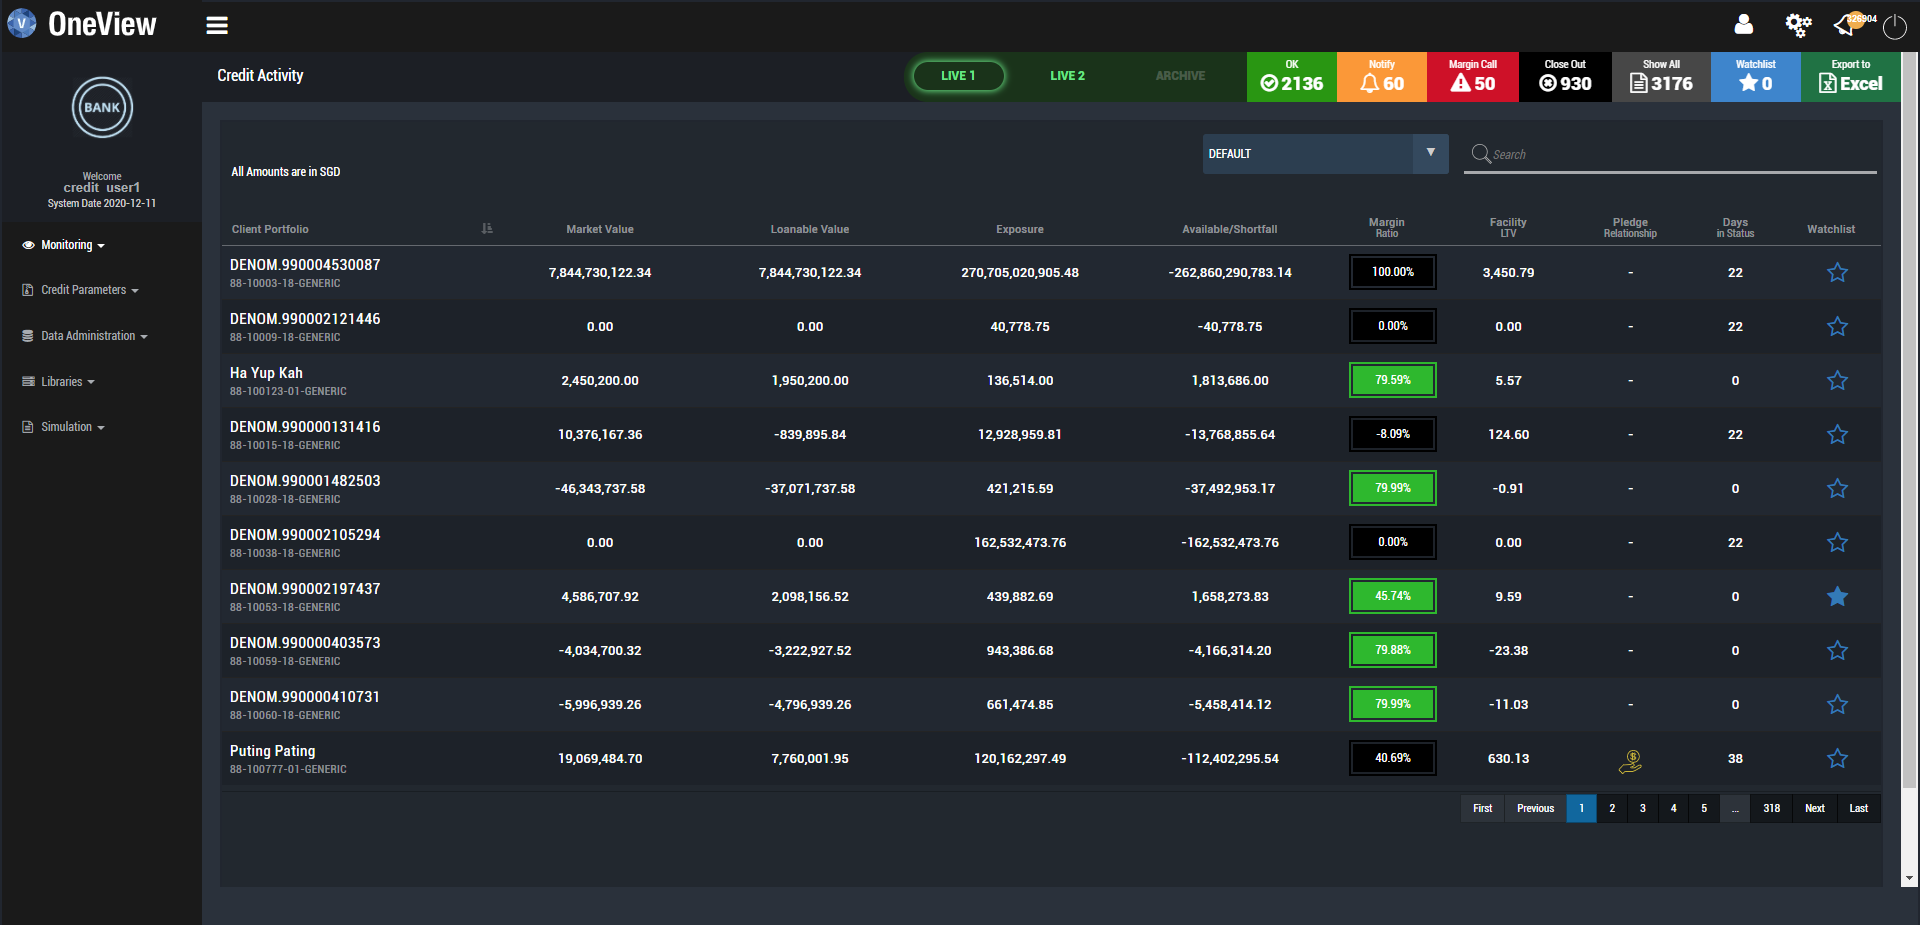 V OneView
326904
BANK
Welcome
credit_user1
System Date 2020-12-11
Monitoring
Credit Parameters
Data Administration
Libraries
Simulation
Credit Activity
LIVE 1 LIVE 2 ARCHIVE
OK
2136
Notify
60
Margin Call
50
Close Out
930
Show All
3176
Watchlist
0
Export to
Excel
All Amounts are in SGD
DEFAULT
Search
Client Portfolio Market Value Loanable Value Exposure Available/Shortfall Margin Ratio Facility LTV Pledge Relationship Days in Status Watchlist
DENOM.990004530087 7,844,730,122.34 7,844,730,122.34 270,705,020,905.48 -262,860,290,783.14 100.00% 3,450.79 - 22
88-10003-18-GENERIC
DENOM.990002121446 0.00 0.00 40,778.75 -40,778.75 0.00% 0.00 - 22
88-10009-18-GENERIC
Ha Yup Kah 2,450,200.00 1,950,200.00 136,514.00 1,813,686.00 79.59% 5.57 - 0
88-100123-01-GENERIC
DENOM.990000131416 10,376,167.36 -839,895.84 12,928,959.81 -13,768,855.64 -8.09% 124.60 - 22
88-10015-18-GENERIC
DENOM.990001482503 -46,343,737.58 -37,071,737.58 421,215.59 -37,492,953.17 79.99% -0.91 - 0
88-10028-18-GENERIC
DENOM.990002105294 0.00 0.00 162,532,473.76 -162,532,473.76 0.00% 0.00 - 22
88-10038-18-GENERIC
DENOM.990002197437 4,586,707.92 2,098,156.52 439,882.69 1,658,273.83 45.74% 9.59 - 0
88-10053-18-GENERIC
DENOM.990000403573 -4,034,700.32 -3,222,927.52 943,386.68 -4,166,314.20 79.88% -23.38 - 0
88-10059-18-GENERIC
DENOM.990000410731 -5,996,939.26 -4,796,939.26 661,474.85 -5,458,414.12 79.99% -11.03 - 0
88-10060-18-GENERIC
Puting Pating 19,069,484.70 7,760,001.95 120,162,297.49 -112,402,295.54 40.69% 630.13 38
88-100777-01-GENERIC
First Previous 1 2 3 4 5 ... 318 Next Last